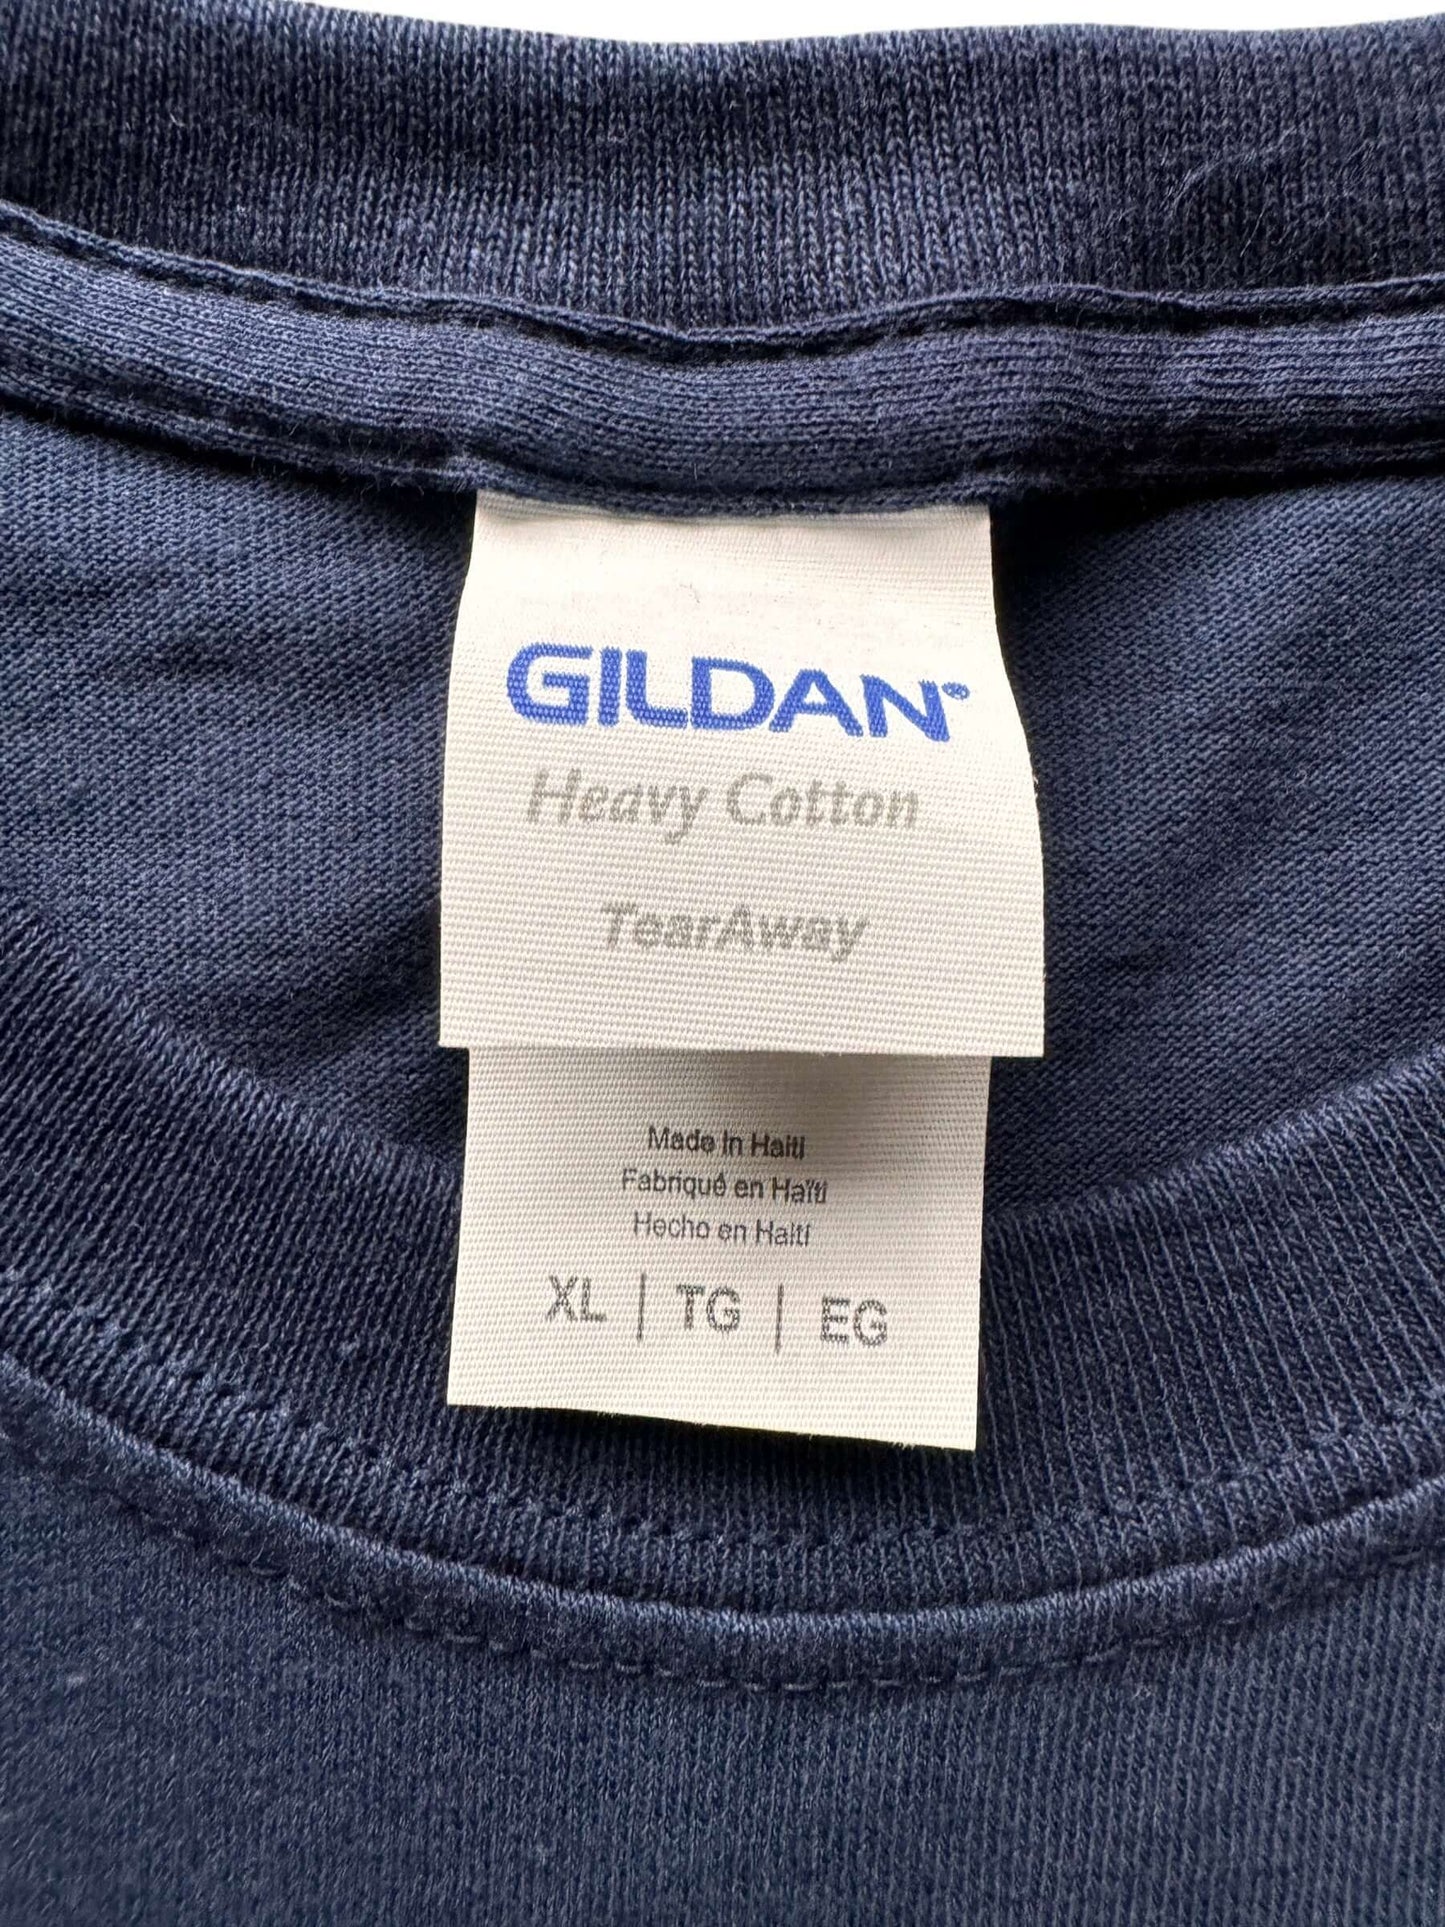 GILDAN®
Heavy Cotton
TearAway
Made in Haiti
Fabriqué en Haïti
Hecho en Haití
XL | TG | EG